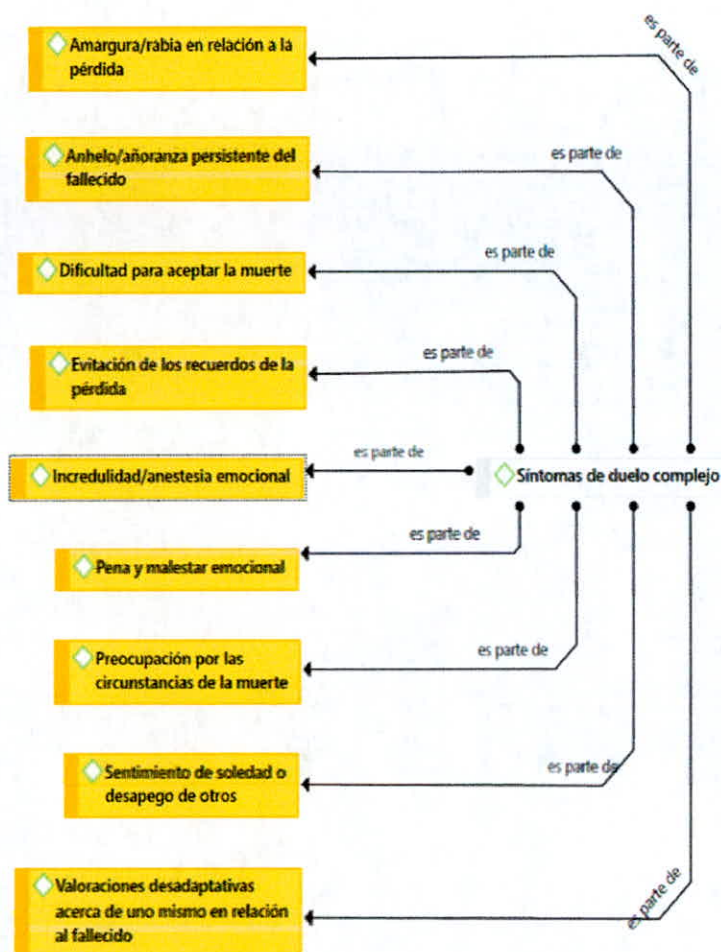 es parte de
Amargura/rabia en relación a la
pérdida
es parte de
Anhelo/añoranza persistente del
fallecido
es parte de
Dificultad para aceptar la muerte
es parte de
Evitación de los recuerdos de la
pérdida
es parte de
Incredulidad/anestesia emocional
Síntomas de duelo complejo
es parte de
Pena y malestar emocional
es parte de
Preocupación por las
circunstancias de la muerte
es parte de
Sentimiento de soledad o
desapego de otros
es parte de
Valoraciones desadaptativas
acerca de uno mismo en relación
al fallecido